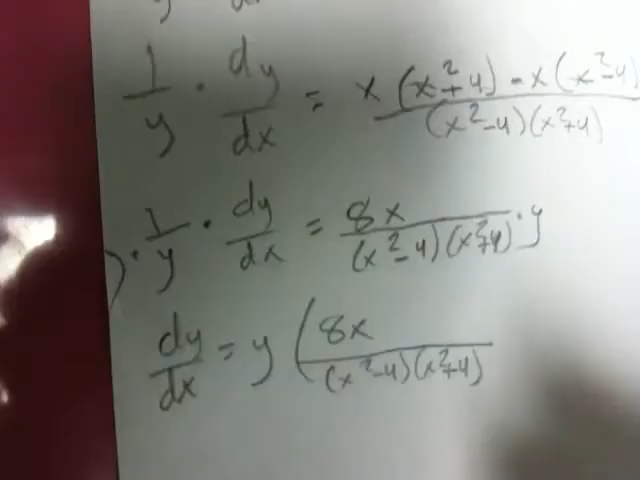 1/y · dy/dx = x(x²+4) - x(x²-4) / (x²-4)(x²+4)
y · 1/y · dy/dx = 8x / (x²-4)(x²+4) · y
dy/dx = y ( 8x / (x²-4)(x²+4)